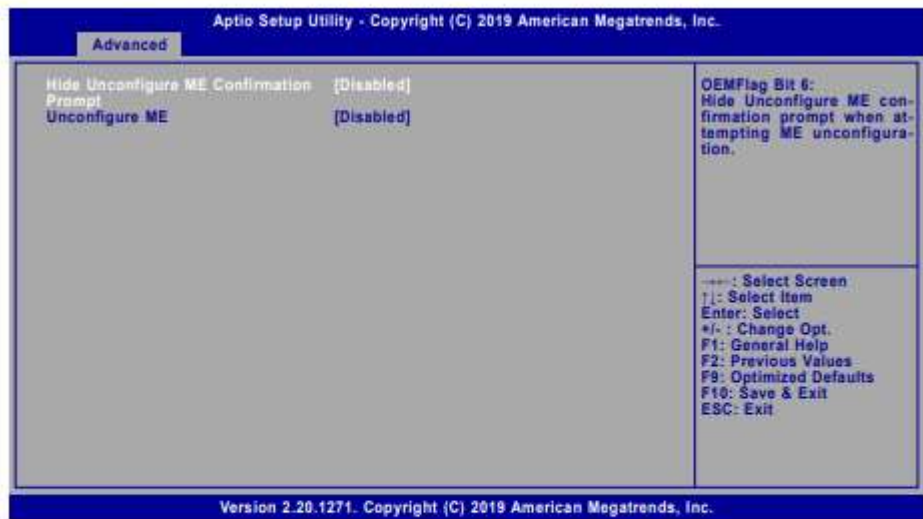 Aptio Setup Utility - Copyright (C) 2019 American Megatrends, Inc.
Advanced
Hide Unconfigure ME Confirmation [Disabled]
Prompt
Unconfigure ME [Disabled]
OEMFlag Bit 6:
Hide Unconfigure ME con-
firmation prompt when at-
tempting ME unconfigura-
tion.
→←: Select Screen
↑↓: Select Item
Enter: Select
+/- : Change Opt.
F1: General Help
F2: Previous Values
F9: Optimized Defaults
F10: Save & Exit
ESC: Exit
Version 2.20.1271. Copyright (C) 2019 American Megatrends, Inc.